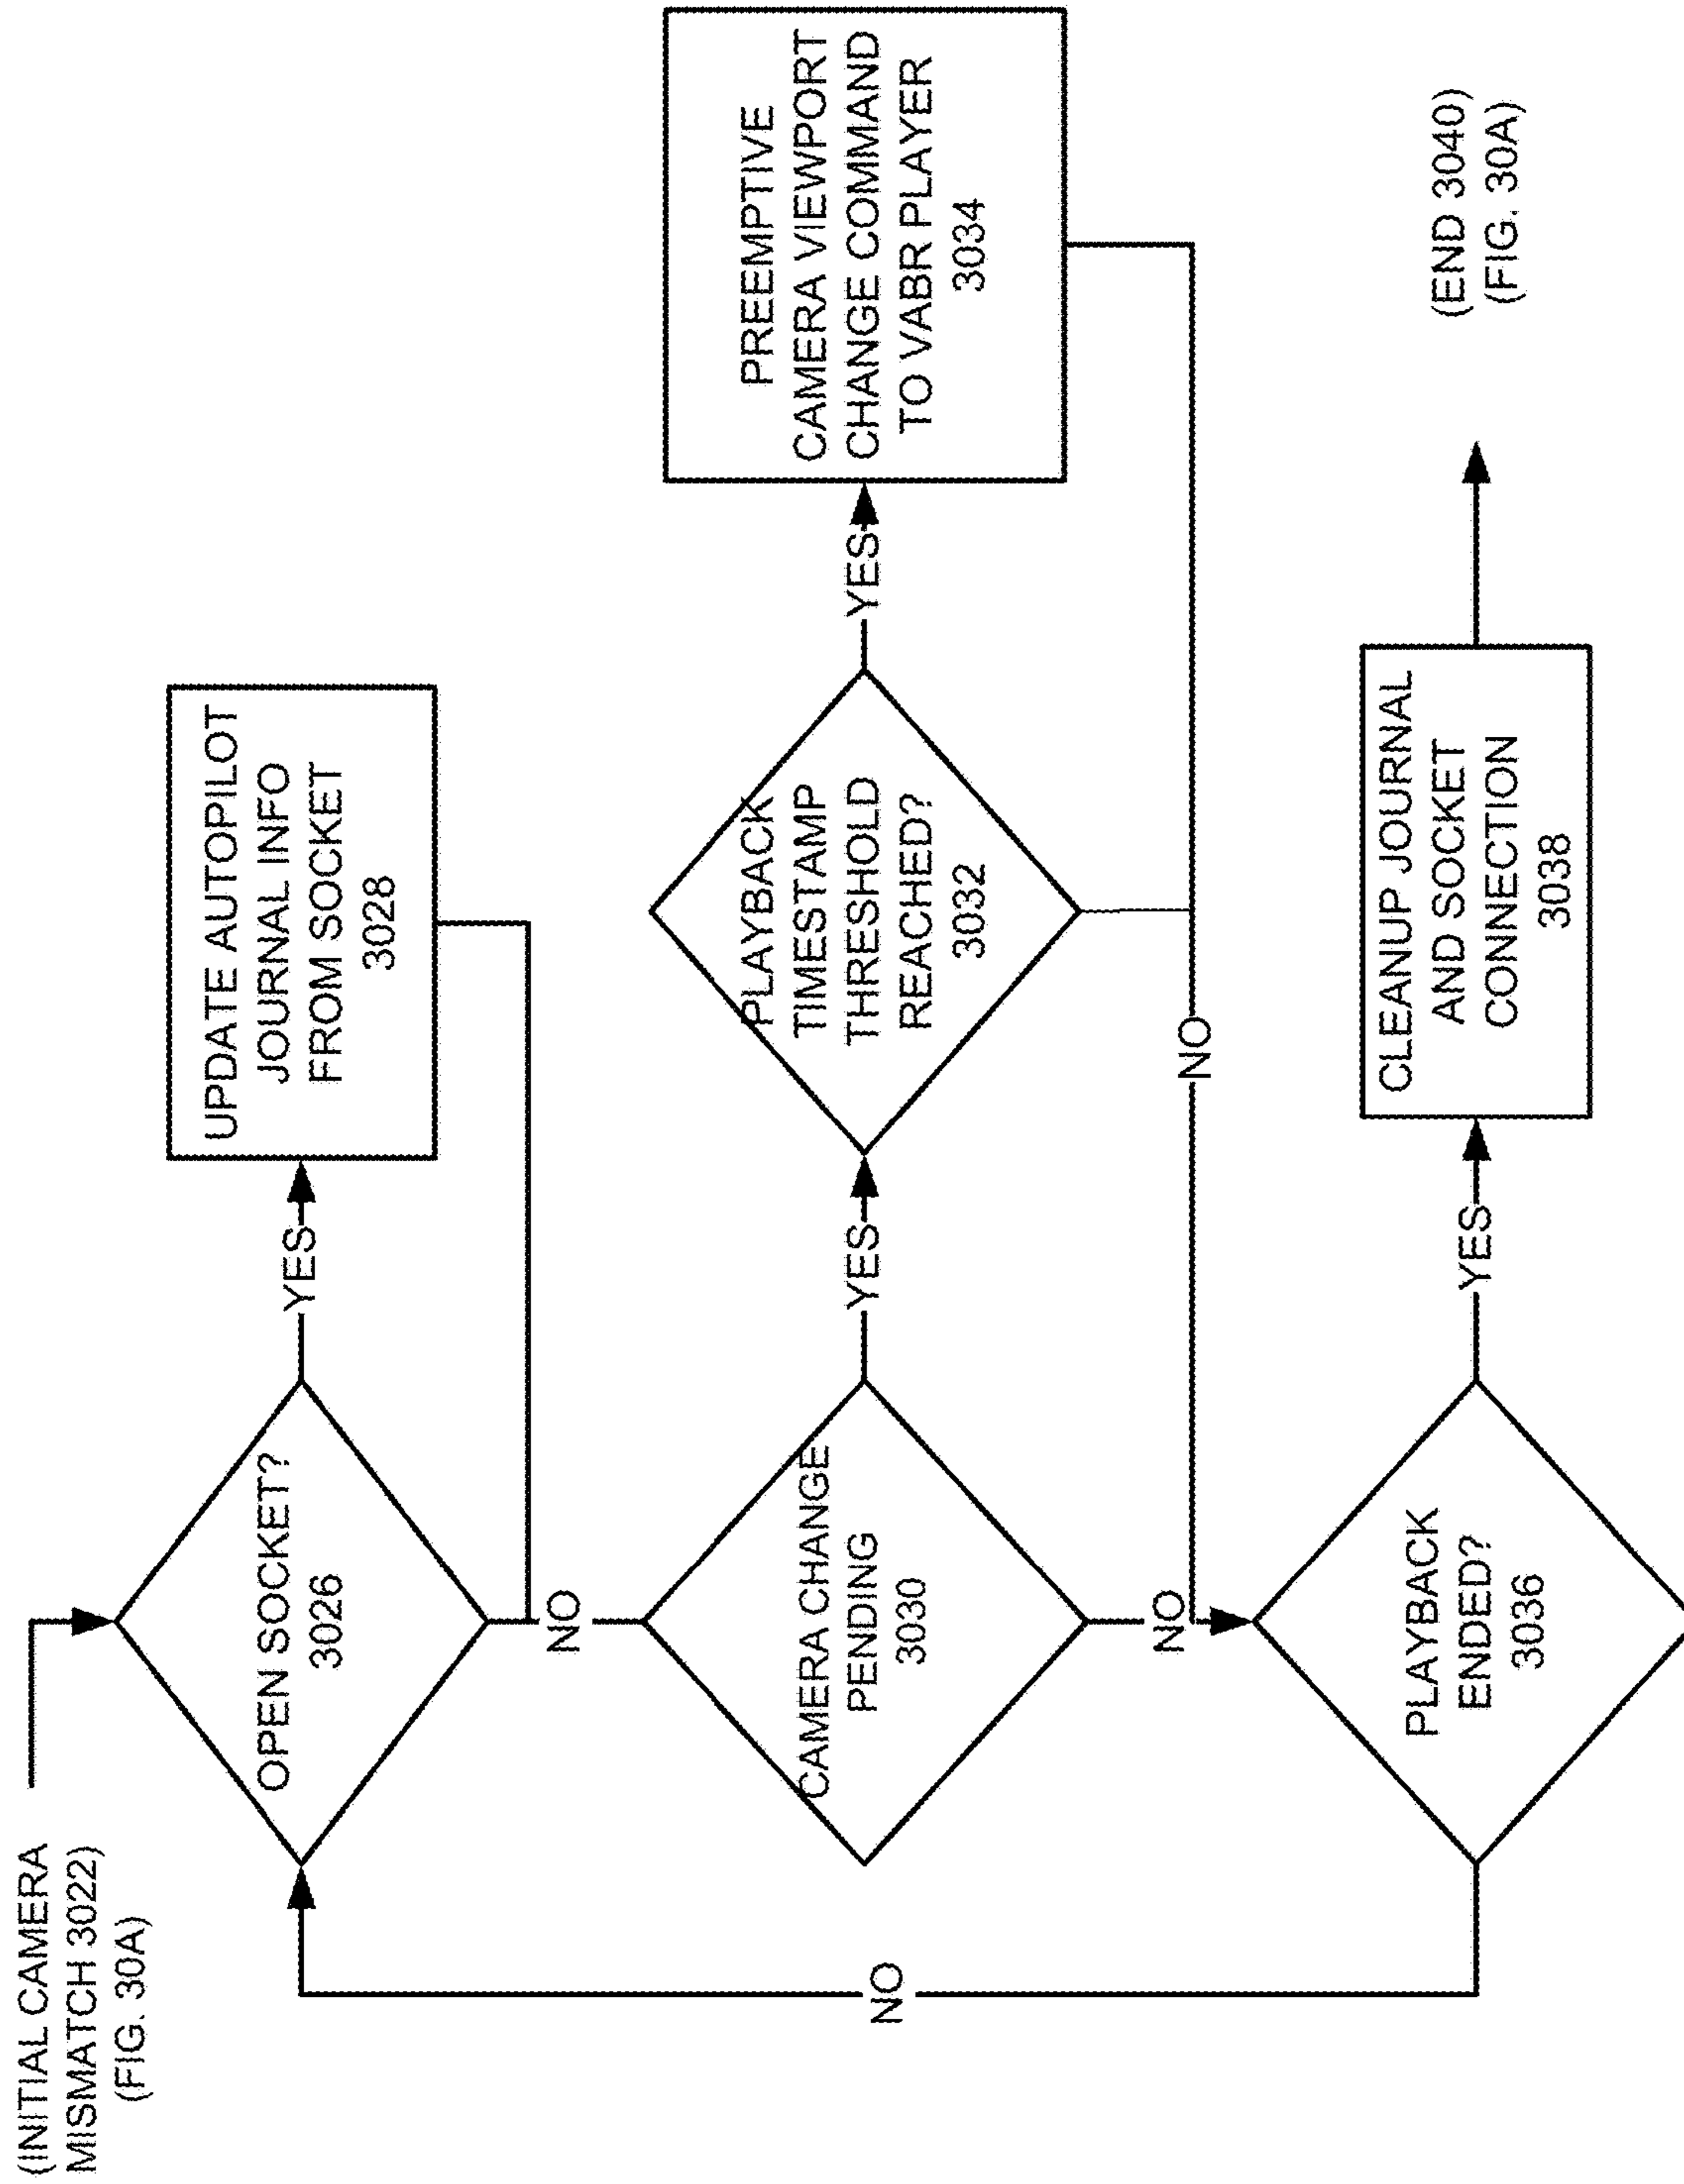 (INITIAL CAMERA
MISMATCH 3022)
(FIG. 30A)
OPEN SOCKET?
3026
YES
UPDATE AUTOPILOT
JOURNAL INFO
FROM SOCKET
3028
NO
CAMERA CHANGE
PENDING
3030
YES
PLAYBACK
TIMESTAMP
THRESHOLD
REACHED?
3032
YES
PREEMPTIVE
CAMERA VIEWPORT
CHANGE COMMAND
TO VABR PLAYER
3034
NO
NO
NO
PLAYBACK
ENDED?
3036
YES
CLEANUP JOURNAL
AND SOCKET
CONNECTION
3038
(END 3040)
(FIG. 30A)